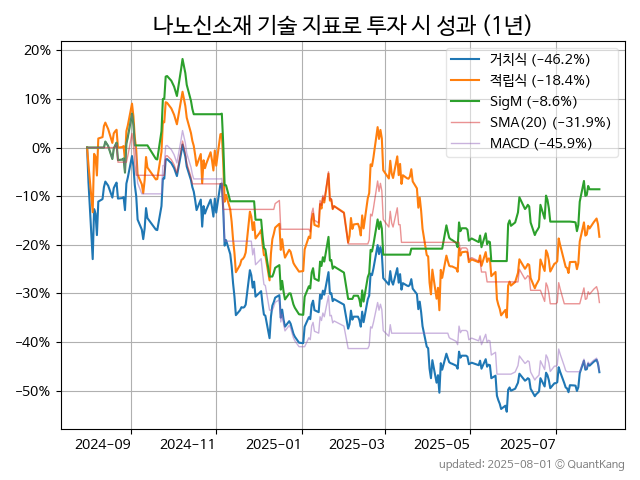 나노신소재 기술 지표로 투자 시 성과 (1년)
거치식 (−46.2%)
적립식 (−18.4%)
SigM (−8.6%)
SMA(20) (−31.9%)
MACD (−45.9%)
20%
10%
0%
−10%
−20%
−30%
−40%
−50%
2024−09 2024−11 2025−01 2025−03 2025−05 2025−07
updated: 2025-08-01 © QuantKang